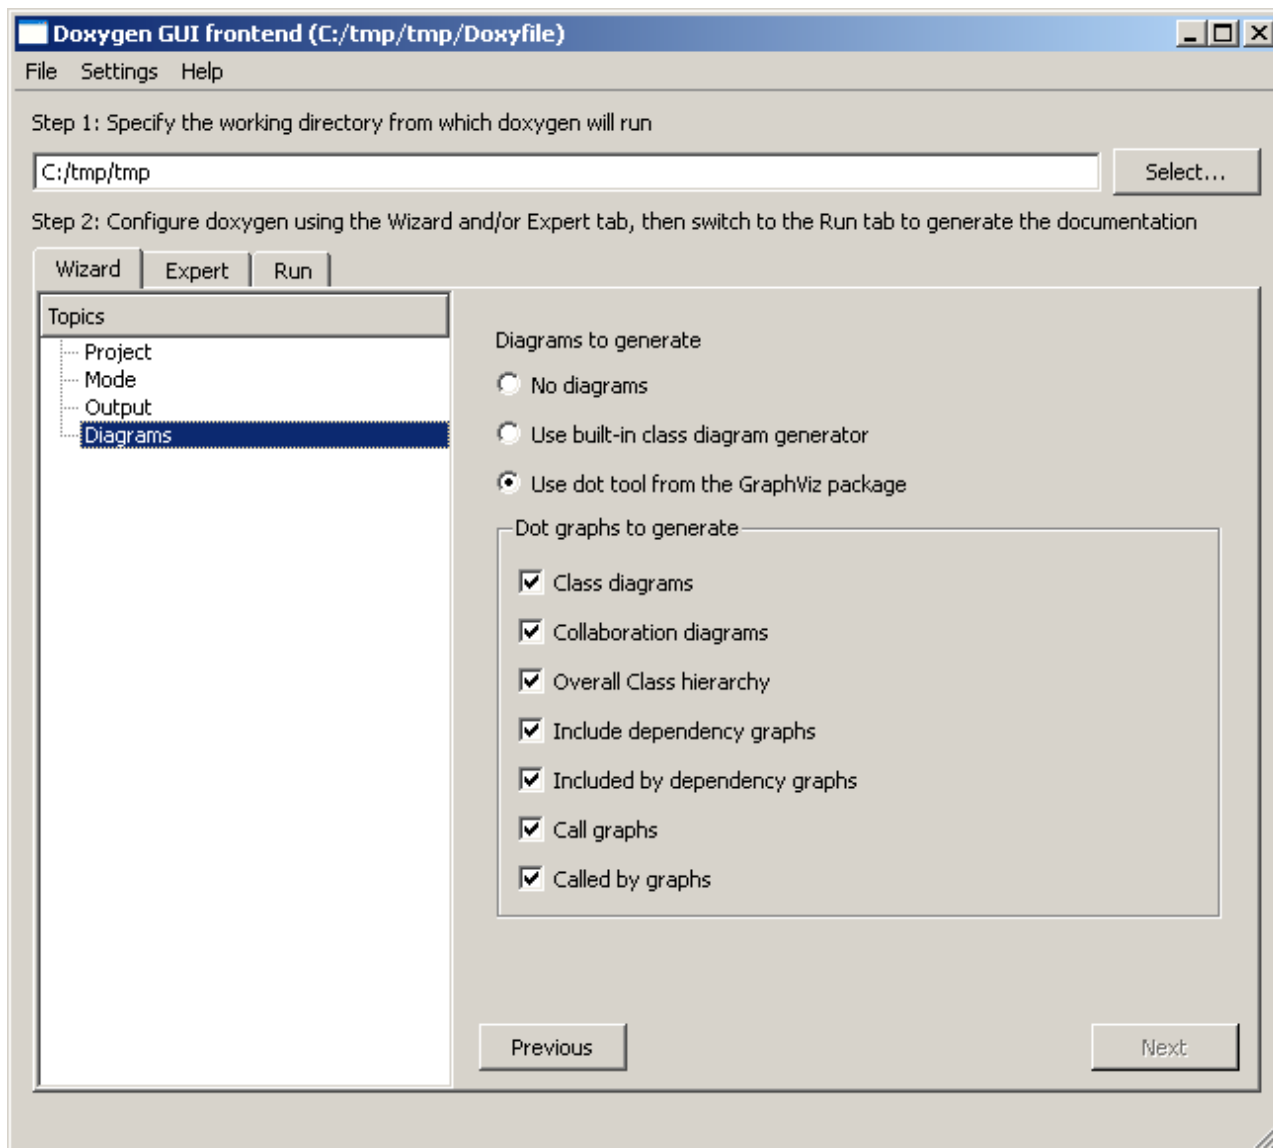 Doxygen GUI frontend (C:/tmp/tmp/Doxyfile)
File Settings Help
Step 1: Specify the working directory from which doxygen will run
C:/tmp/tmp
Select...
Step 2: Configure doxygen using the Wizard and/or Expert tab, then switch to the Run tab to generate the documentation
Wizard Expert Run
Topics
Project
Mode
Output
Diagrams
Diagrams to generate
No diagrams
Use built-in class diagram generator
Use dot tool from the GraphViz package
Dot graphs to generate
Class diagrams
Collaboration diagrams
Overall Class hierarchy
Include dependency graphs
Included by dependency graphs
Call graphs
Called by graphs
Previous
Next